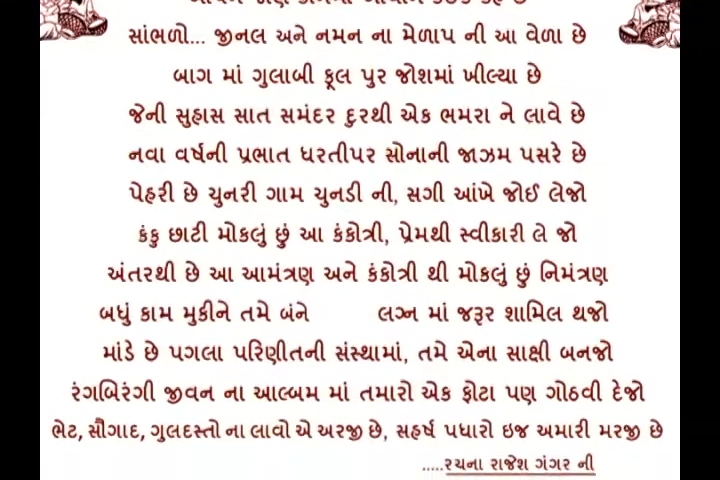 સાંભળો... જીનલ અને નમન ના મેળાપ ની આ વેળા છે
બાગ માં ગુલાબી ફૂલ પુર જોશમાં ખીલ્યા છે
જેની સુહાસ સાત સમંદર દુરથી એક ભમરા ને લાવે છે
નવા વર્ષની પ્રભાત ધરતીપર સોનાની જાઝમ પસરે છે
પેહરી છે ચુનરી ગામ ચુનડી ની, સગી આંખે જોઈ લેજો
કંકુ છાટી મોકલું છું આ કંકોત્રી, પ્રેમથી સ્વીકારી લે જો
અંતરથી છે આ આમંત્રણ અને કંકોત્રી થી મોકલું છું નિમંત્રણ
બધું કામ મુકીને તમે બંને લગ્ન માં જરૂર શામિલ થજો
માંડે છે પગલા પરિણીતની સંસ્થામાં, તમે એના સાક્ષી બનજો
રંગબિરંગી જીવન ના આલ્બમ માં તમારો એક ફોટા પણ ગોઠવી દેજો
ભેટ, સૌગાદ, ગુલદસ્તો ના લાવો એ અરજી છે, સહર્ષ પધારો ઇજ અમારી મરજી છે
.....રચના રાજેશ ગંગર ની